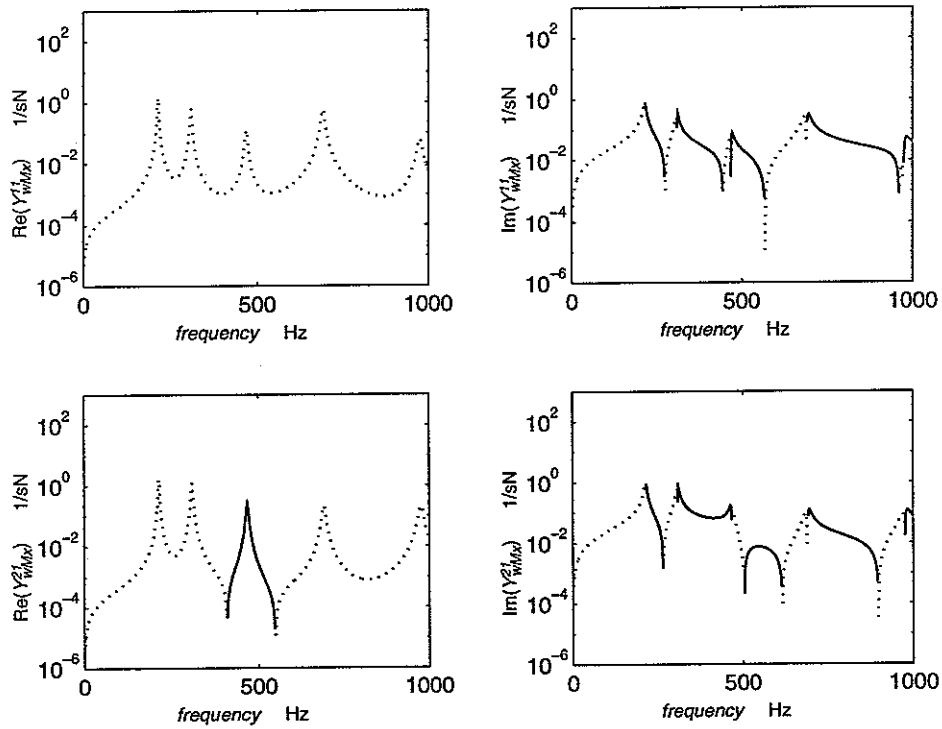 Re(Y^{11}_{wMx}) 1/sN
10^2
10^0
10^{-2}
10^{-4}
10^{-6}
0 500 1000
frequency Hz
Im(Y^{11}_{wMx}) 1/sN
10^2
10^0
10^{-2}
10^{-4}
10^{-6}
0 500 1000
frequency Hz
Re(Y^{21}_{wMx}) 1/sN
10^2
10^0
10^{-2}
10^{-4}
10^{-6}
0 500 1000
frequency Hz
Im(Y^{21}_{wMx}) 1/sN
10^2
10^0
10^{-2}
10^{-4}
10^{-6}
0 500 1000
frequency Hz